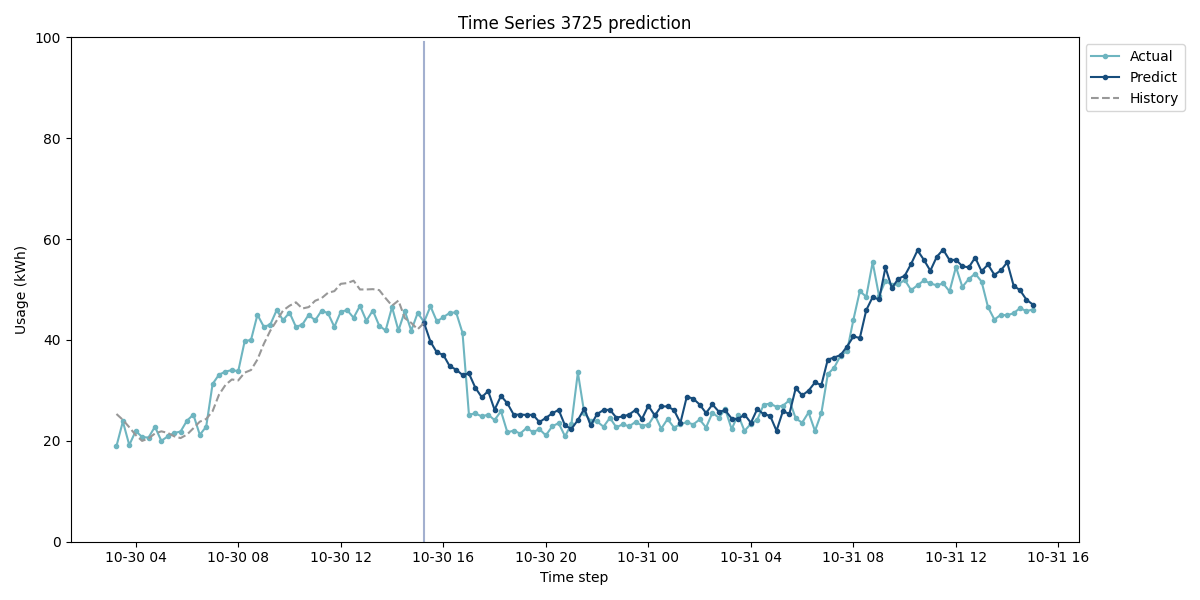 Time Series 3725 prediction
100
80
60
40
20
0
Usage (kWh)
10-30 04
10-30 08
10-30 12
10-30 16
10-30 20
10-31 00
10-31 04
10-31 08
10-31 12
10-31 16
Time step
Actual
Predict
History